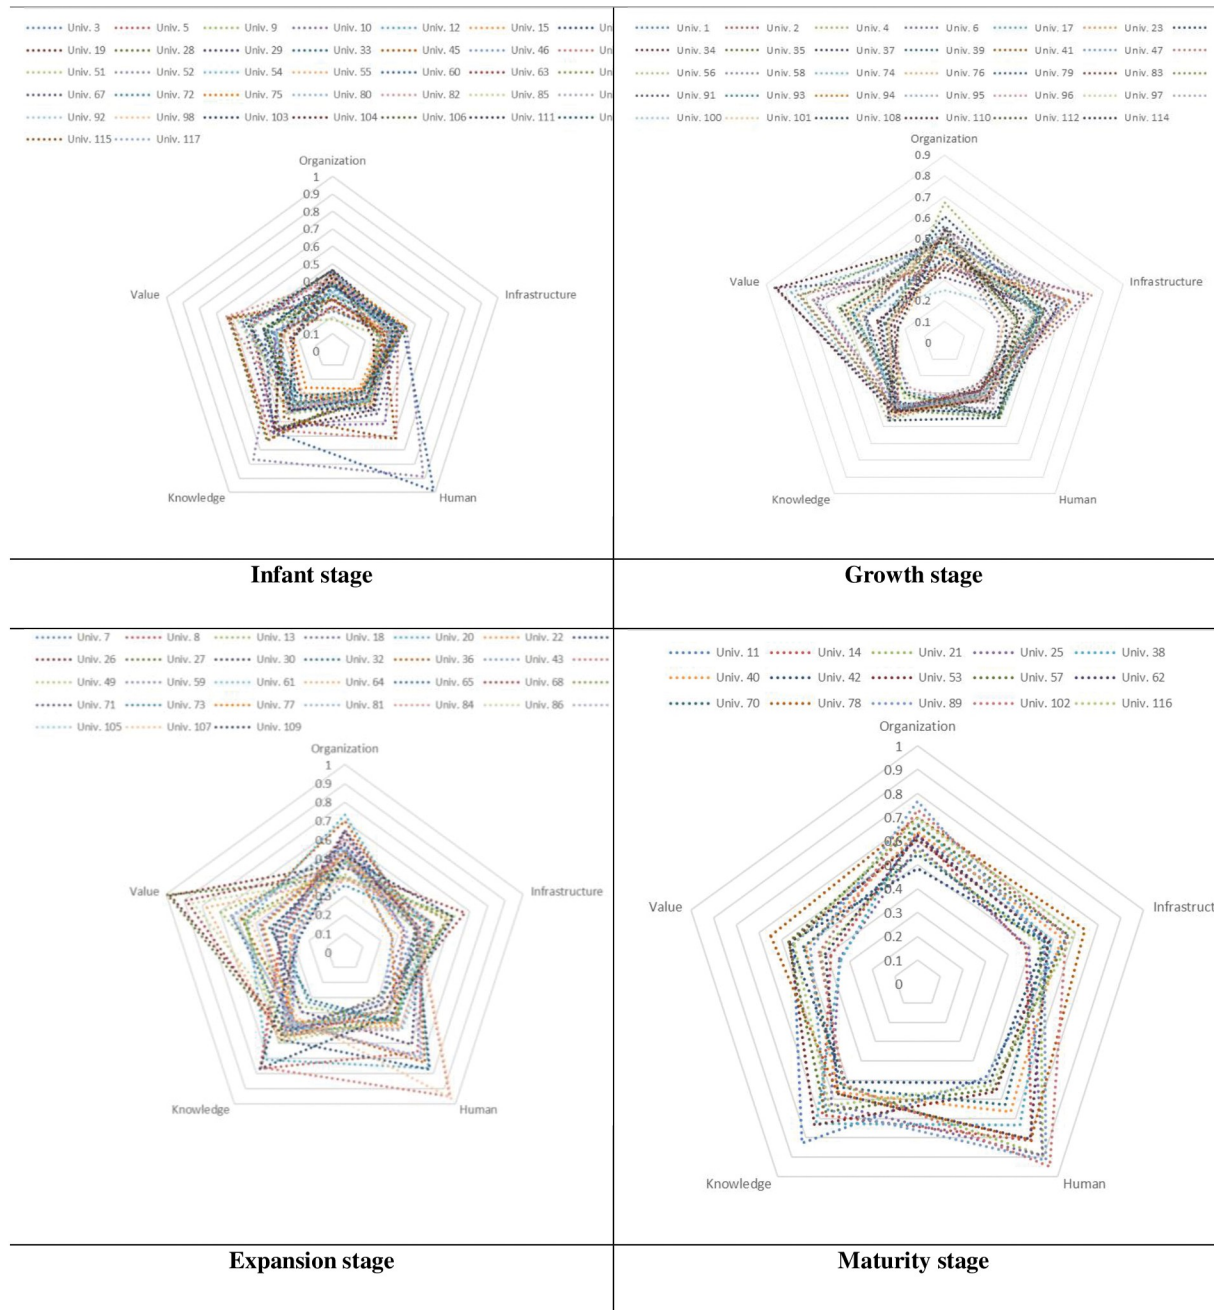 Univ. 3 Univ. 5 Univ. 9 Univ. 10 Univ. 12 Univ. 15 Un
Univ. 19 Univ. 28 Univ. 29 Univ. 33 Univ. 45 Univ. 46 Un
Univ. 51 Univ. 52 Univ. 54 Univ. 55 Univ. 60 Univ. 63 Un
Univ. 67 Univ. 72 Univ. 75 Univ. 80 Univ. 82 Univ. 85 Un
Univ. 92 Univ. 98 Univ. 103 Univ. 104 Univ. 106 Univ. 111 Un
Univ. 115 Univ. 117
Organization
1
0.9
0.8
0.7
0.6
0.5
0.1
0
Value
Infrastructure
Knowledge
Human
Infant stage
Univ. 1 Univ. 2 Univ. 4 Univ. 6 Univ. 17 Univ. 23
Univ. 34 Univ. 35 Univ. 37 Univ. 39 Univ. 41 Univ. 47
Univ. 56 Univ. 58 Univ. 74 Univ. 76 Univ. 79 Univ. 83
Univ. 91 Univ. 93 Univ. 94 Univ. 95 Univ. 96 Univ. 97
Univ. 100 Univ. 101 Univ. 108 Univ. 110 Univ. 112 Univ. 114
Organization
0.9
0.8
0.7
0.6
0.2
0.1
0
Value
Infrastructure
Knowledge
Human
Growth stage
Univ. 7 Univ. 8 Univ. 13 Univ. 18 Univ. 20 Univ. 22
Univ. 26 Univ. 27 Univ. 30 Univ. 32 Univ. 36 Univ. 43
Univ. 49 Univ. 59 Univ. 61 Univ. 64 Univ. 65 Univ. 68
Univ. 71 Univ. 73 Univ. 77 Univ. 81 Univ. 84 Univ. 86
Univ. 105 Univ. 107 Univ. 109
Organization
1
0.9
0.8
0.7
0.6
0.3
0.2
0.1
0
Value
Infrastructure
Knowledge
Human
Expansion stage
Univ. 11 Univ. 14 Univ. 21 Univ. 25 Univ. 38
Univ. 40 Univ. 42 Univ. 53 Univ. 57 Univ. 62
Univ. 70 Univ. 78 Univ. 89 Univ. 102 Univ. 116
Organization
1
0.9
0.8
0.7
0.6
0.5
0.4
0.3
0.2
0.1
0
Value
Infrastruct
Knowledge
Human
Maturity stage